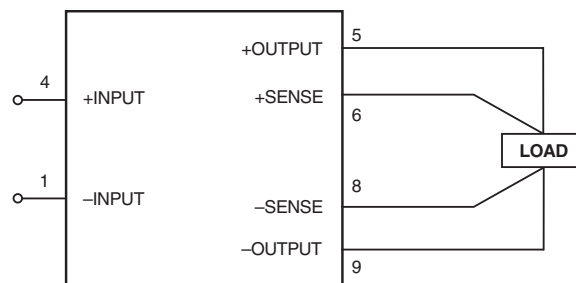 5
+OUTPUT
4
+INPUT
+SENSE
6
LOAD
1
–INPUT
8
–SENSE
–OUTPUT
9